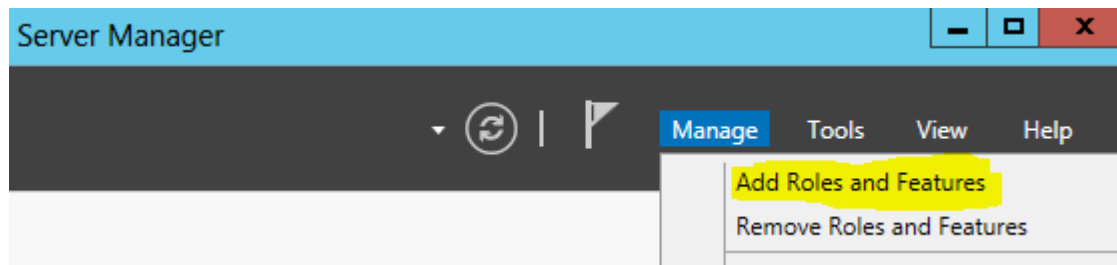 Server Manager
Manage Tools View Help
Add Roles and Features
Remove Roles and Features